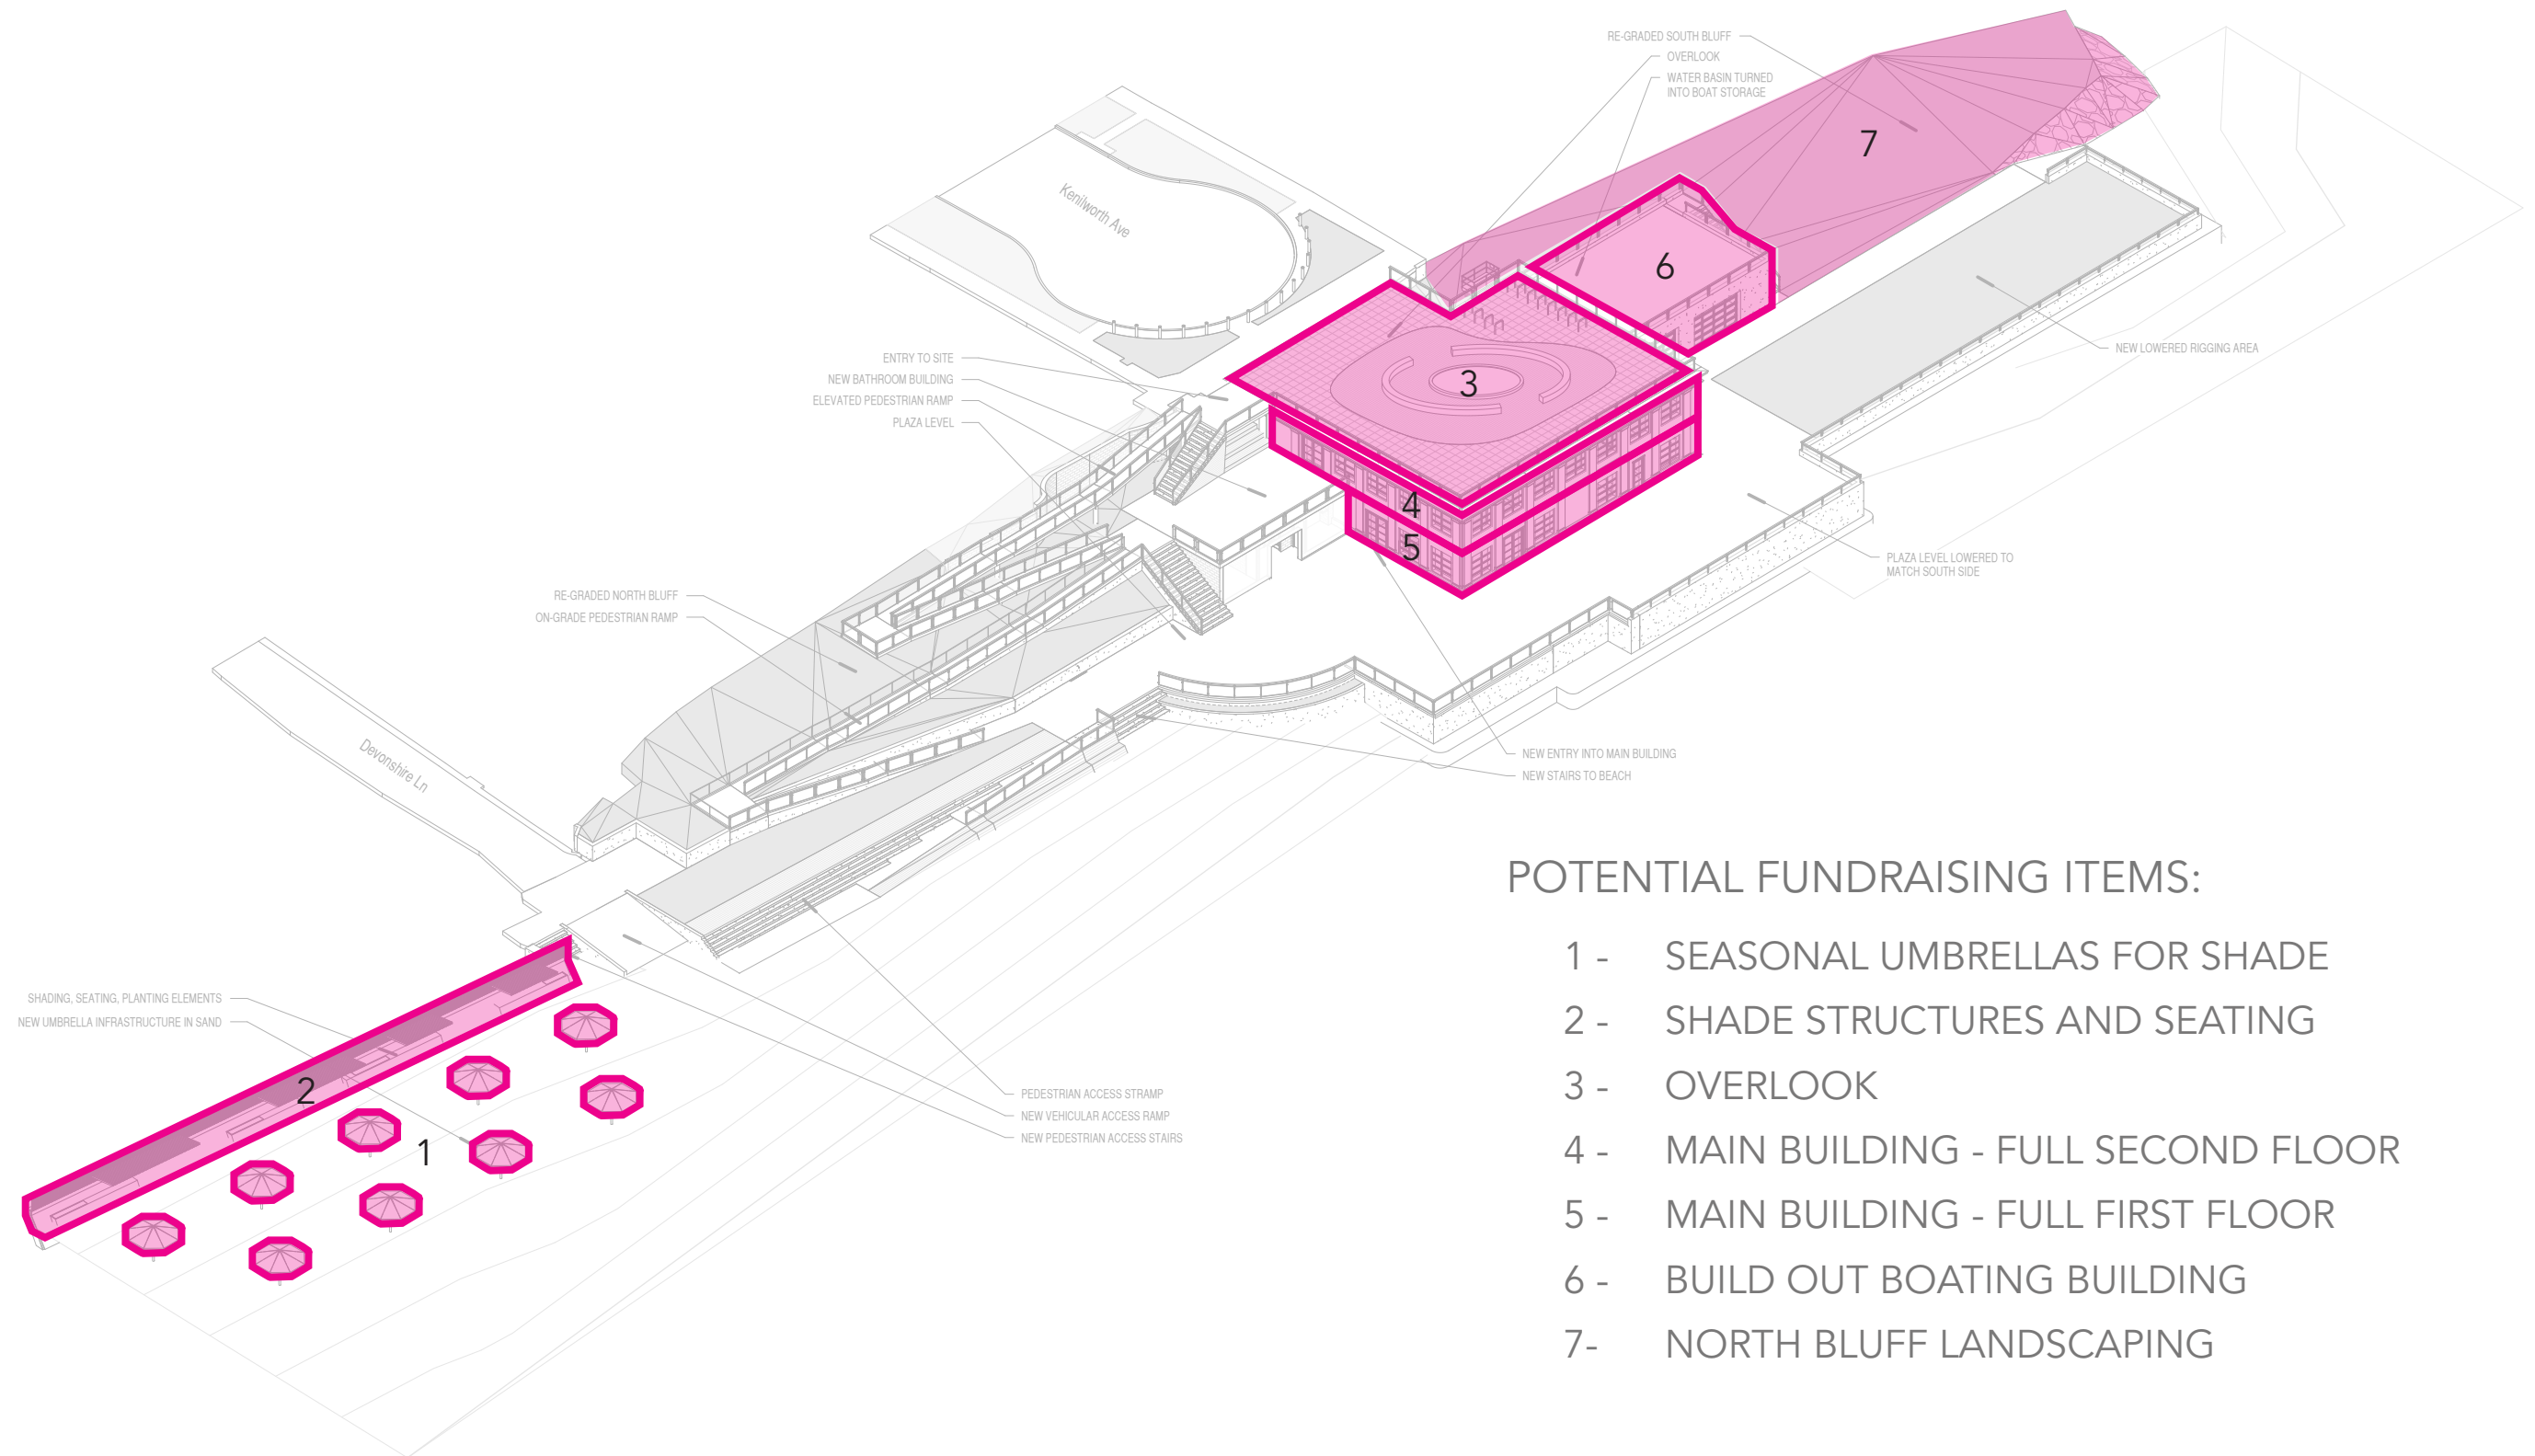 RE-GRADED SOUTH BLUFF
OVERLOOK
WATER BASIN TURNED
INTO BOAT STORAGE
7
Kenilworth Ave
6
ENTRY TO SITE
NEW BATHROOM BUILDING
ELEVATED PEDESTRIAN RAMP
PLAZA LEVEL
NEW LOWERED RIGGING AREA
3
4
5
PLAZA LEVEL LOWERED TO
MATCH SOUTH SIDE
RE-GRADED NORTH BLUFF
ON-GRADE PEDESTRIAN RAMP
Devonshire Ln
NEW ENTRY INTO MAIN BUILDING
NEW STAIRS TO BEACH
SHADING, SEATING, PLANTING ELEMENTS
NEW UMBRELLA INFRASTRUCTURE IN SAND
2
1
PEDESTRIAN ACCESS STRAMP
NEW VEHICULAR ACCESS RAMP
NEW PEDESTRIAN ACCESS STAIRS
POTENTIAL FUNDRAISING ITEMS:
1 - SEASONAL UMBRELLAS FOR SHADE
2 - SHADE STRUCTURES AND SEATING
3 - OVERLOOK
4 - MAIN BUILDING - FULL SECOND FLOOR
5 - MAIN BUILDING - FULL FIRST FLOOR
6 - BUILD OUT BOATING BUILDING
7- NORTH BLUFF LANDSCAPING